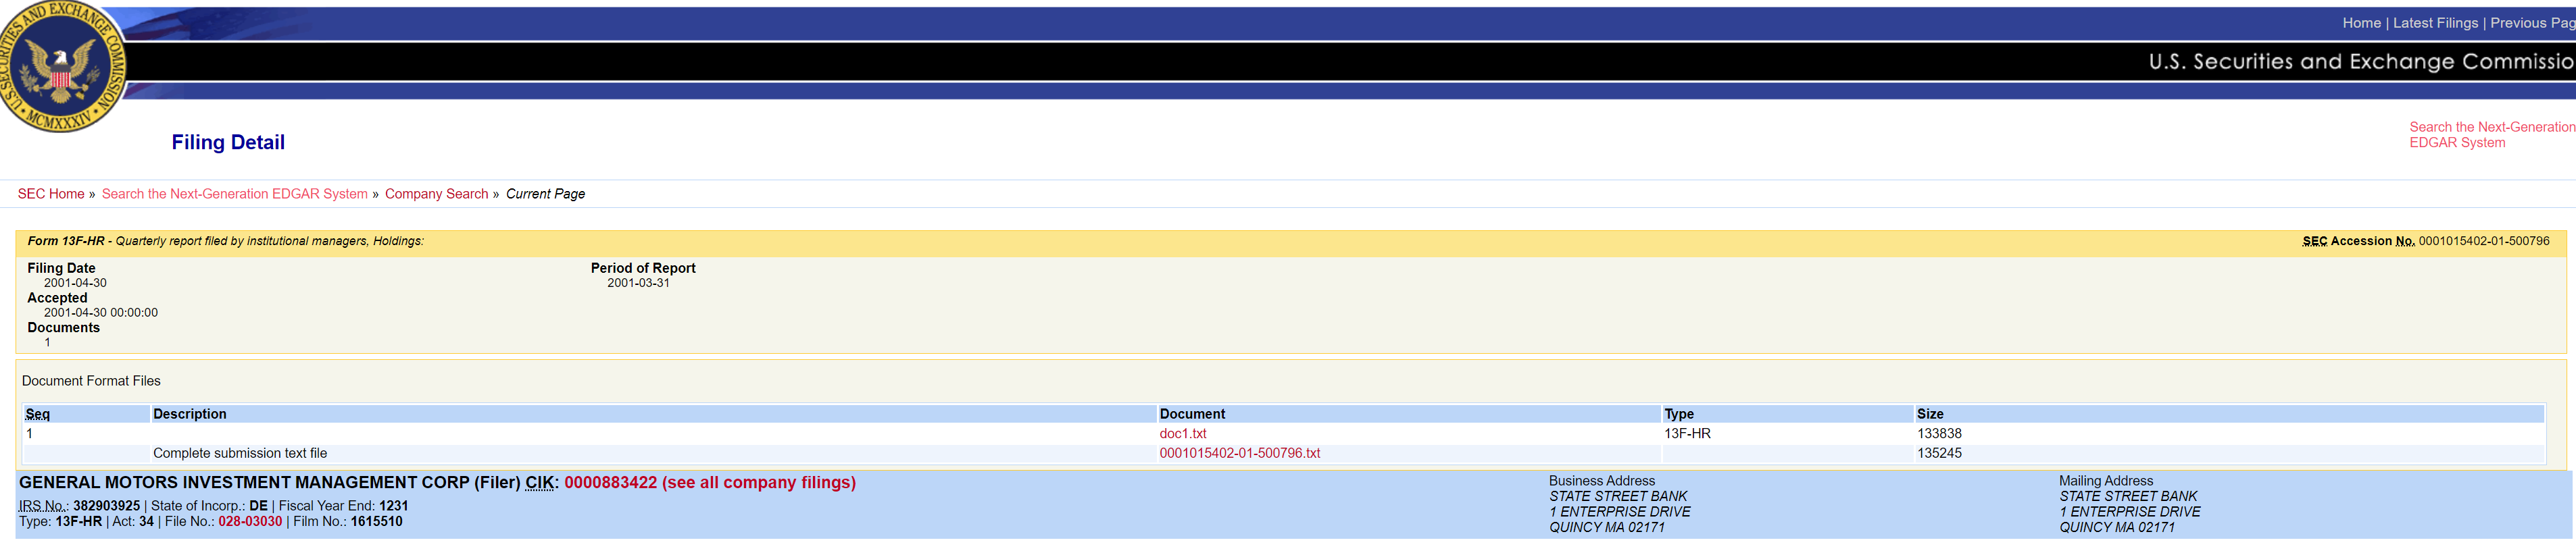 Home | Latest Filings | Previous Pag
U.S. Securities and Exchange Commissio
SECURITIES AND EXCHANGE COMMISSION
U.S.
MCMXXXIV
Filing Detail
Search the Next-Generation
EDGAR System
SEC Home » Search the Next-Generation EDGAR System » Company Search » Current Page
Form 13F-HR - Quarterly report filed by institutional managers, Holdings: SEC Accession No. 0001015402-01-500796
Filing Date
2001-04-30
Accepted
2001-04-30 00:00:00
Documents
1
Period of Report
2001-03-31
Document Format Files
Seq Description Document Type Size
1 doc1.txt 13F-HR 133838
Complete submission text file 0001015402-01-500796.txt 135245
GENERAL MOTORS INVESTMENT MANAGEMENT CORP (Filer) CIK: 0000883422 (see all company filings)
IRS No.: 382903925 | State of Incorp.: DE | Fiscal Year End: 1231
Type: 13F-HR | Act: 34 | File No.: 028-03030 | Film No.: 1615510
Business Address
STATE STREET BANK
1 ENTERPRISE DRIVE
QUINCY MA 02171
Mailing Address
STATE STREET BANK
1 ENTERPRISE DRIVE
QUINCY MA 02171